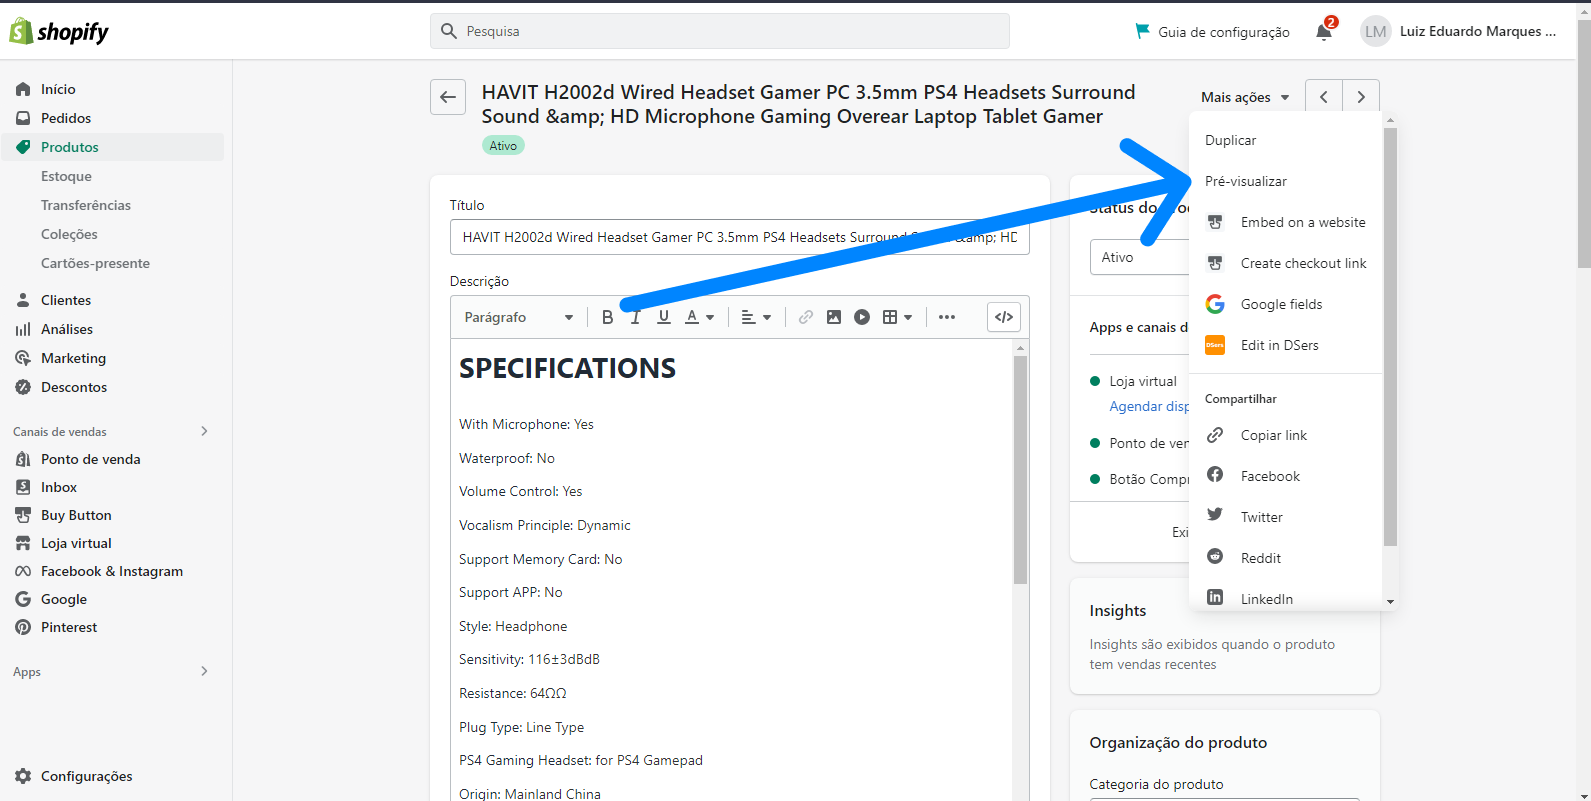 shopify
Pesquisa
Guia de configuração
2
LM
Luiz Eduardo Marques ...
Início
Pedidos
Produtos
Estoque
Transferências
Coleções
Cartões-presente
Clientes
Análises
Marketing
Descontos
Canais de vendas
Ponto de venda
Inbox
Buy Button
Loja virtual
Facebook & Instagram
Google
Pinterest
Apps
Configurações
HAVIT H2002d Wired Headset Gamer PC 3.5mm PS4 Headsets Surround
Sound &amp; HD Microphone Gaming Overear Laptop Tablet Gamer
Ativo
Mais ações
Título
HAVIT H2002d Wired Headset Gamer PC 3.5mm PS4 Headsets Surround &amp; HD
Descrição
Parágrafo
B I U A
</>
SPECIFICATIONS
With Microphone: Yes
Waterproof: No
Volume Control: Yes
Vocalism Principle: Dynamic
Support Memory Card: No
Support APP: No
Style: Headphone
Sensitivity: 116±3dBdB
Resistance: 64ΩΩ
Plug Type: Line Type
PS4 Gaming Headset: for PS4 Gamepad
Origin: Mainland China
Status do
Ativo
Apps e canais d
Loja virtual
Agendar disp
Ponto de ven
Botão Compr
Exi
Duplicar
Pré-visualizar
Embed on a website
Create checkout link
Google fields
DSers
Edit in DSers
Compartilhar
Copiar link
Facebook
Twitter
Reddit
LinkedIn
Insights
Insights são exibidos quando o produto
tem vendas recentes
Organização do produto
Categoria do produto